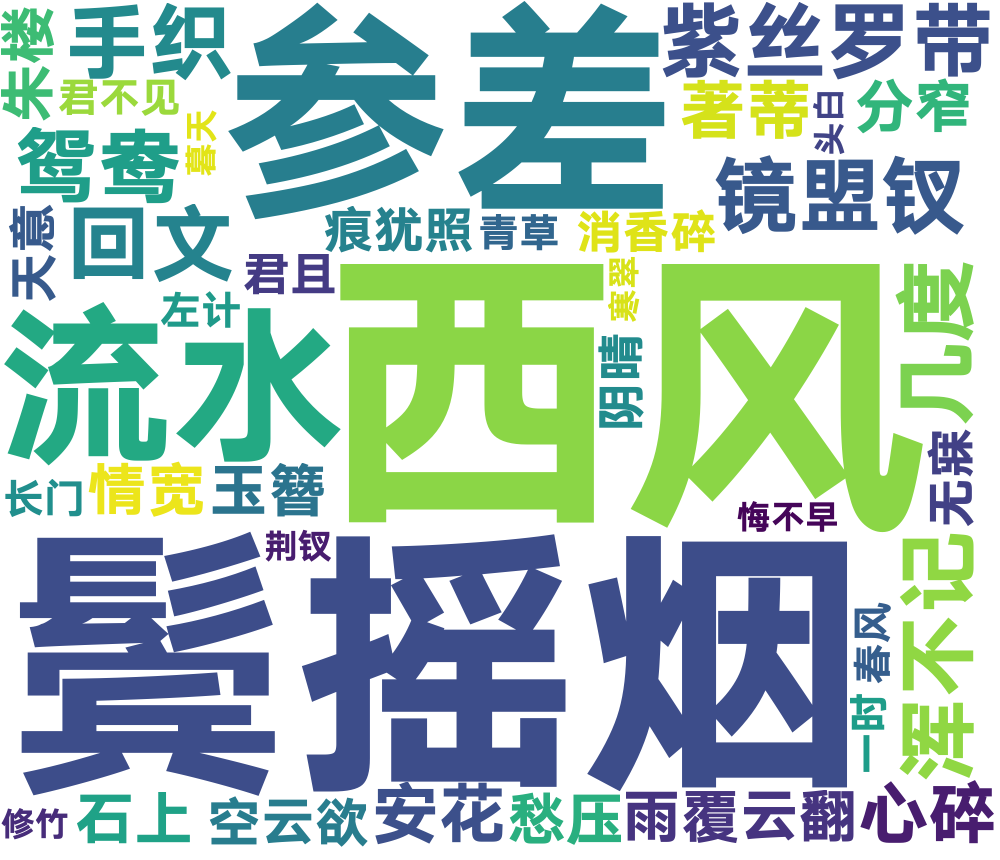 朱楼
手织
参差
紫丝罗带
君不见
暮天
著蒂
头白
分窄
鸳鸯
镜盟钗
天意
回文
痕犹照
青草
消香碎
君且
寒翠
左计
西风
几度
流水
阴晴
长门
情宽
玉簪
无寐
悔不早
荆钗
鬓摇烟
浑不记
春风
一时
修竹
石上
空云欲
安花
愁压
雨覆云翻
心碎